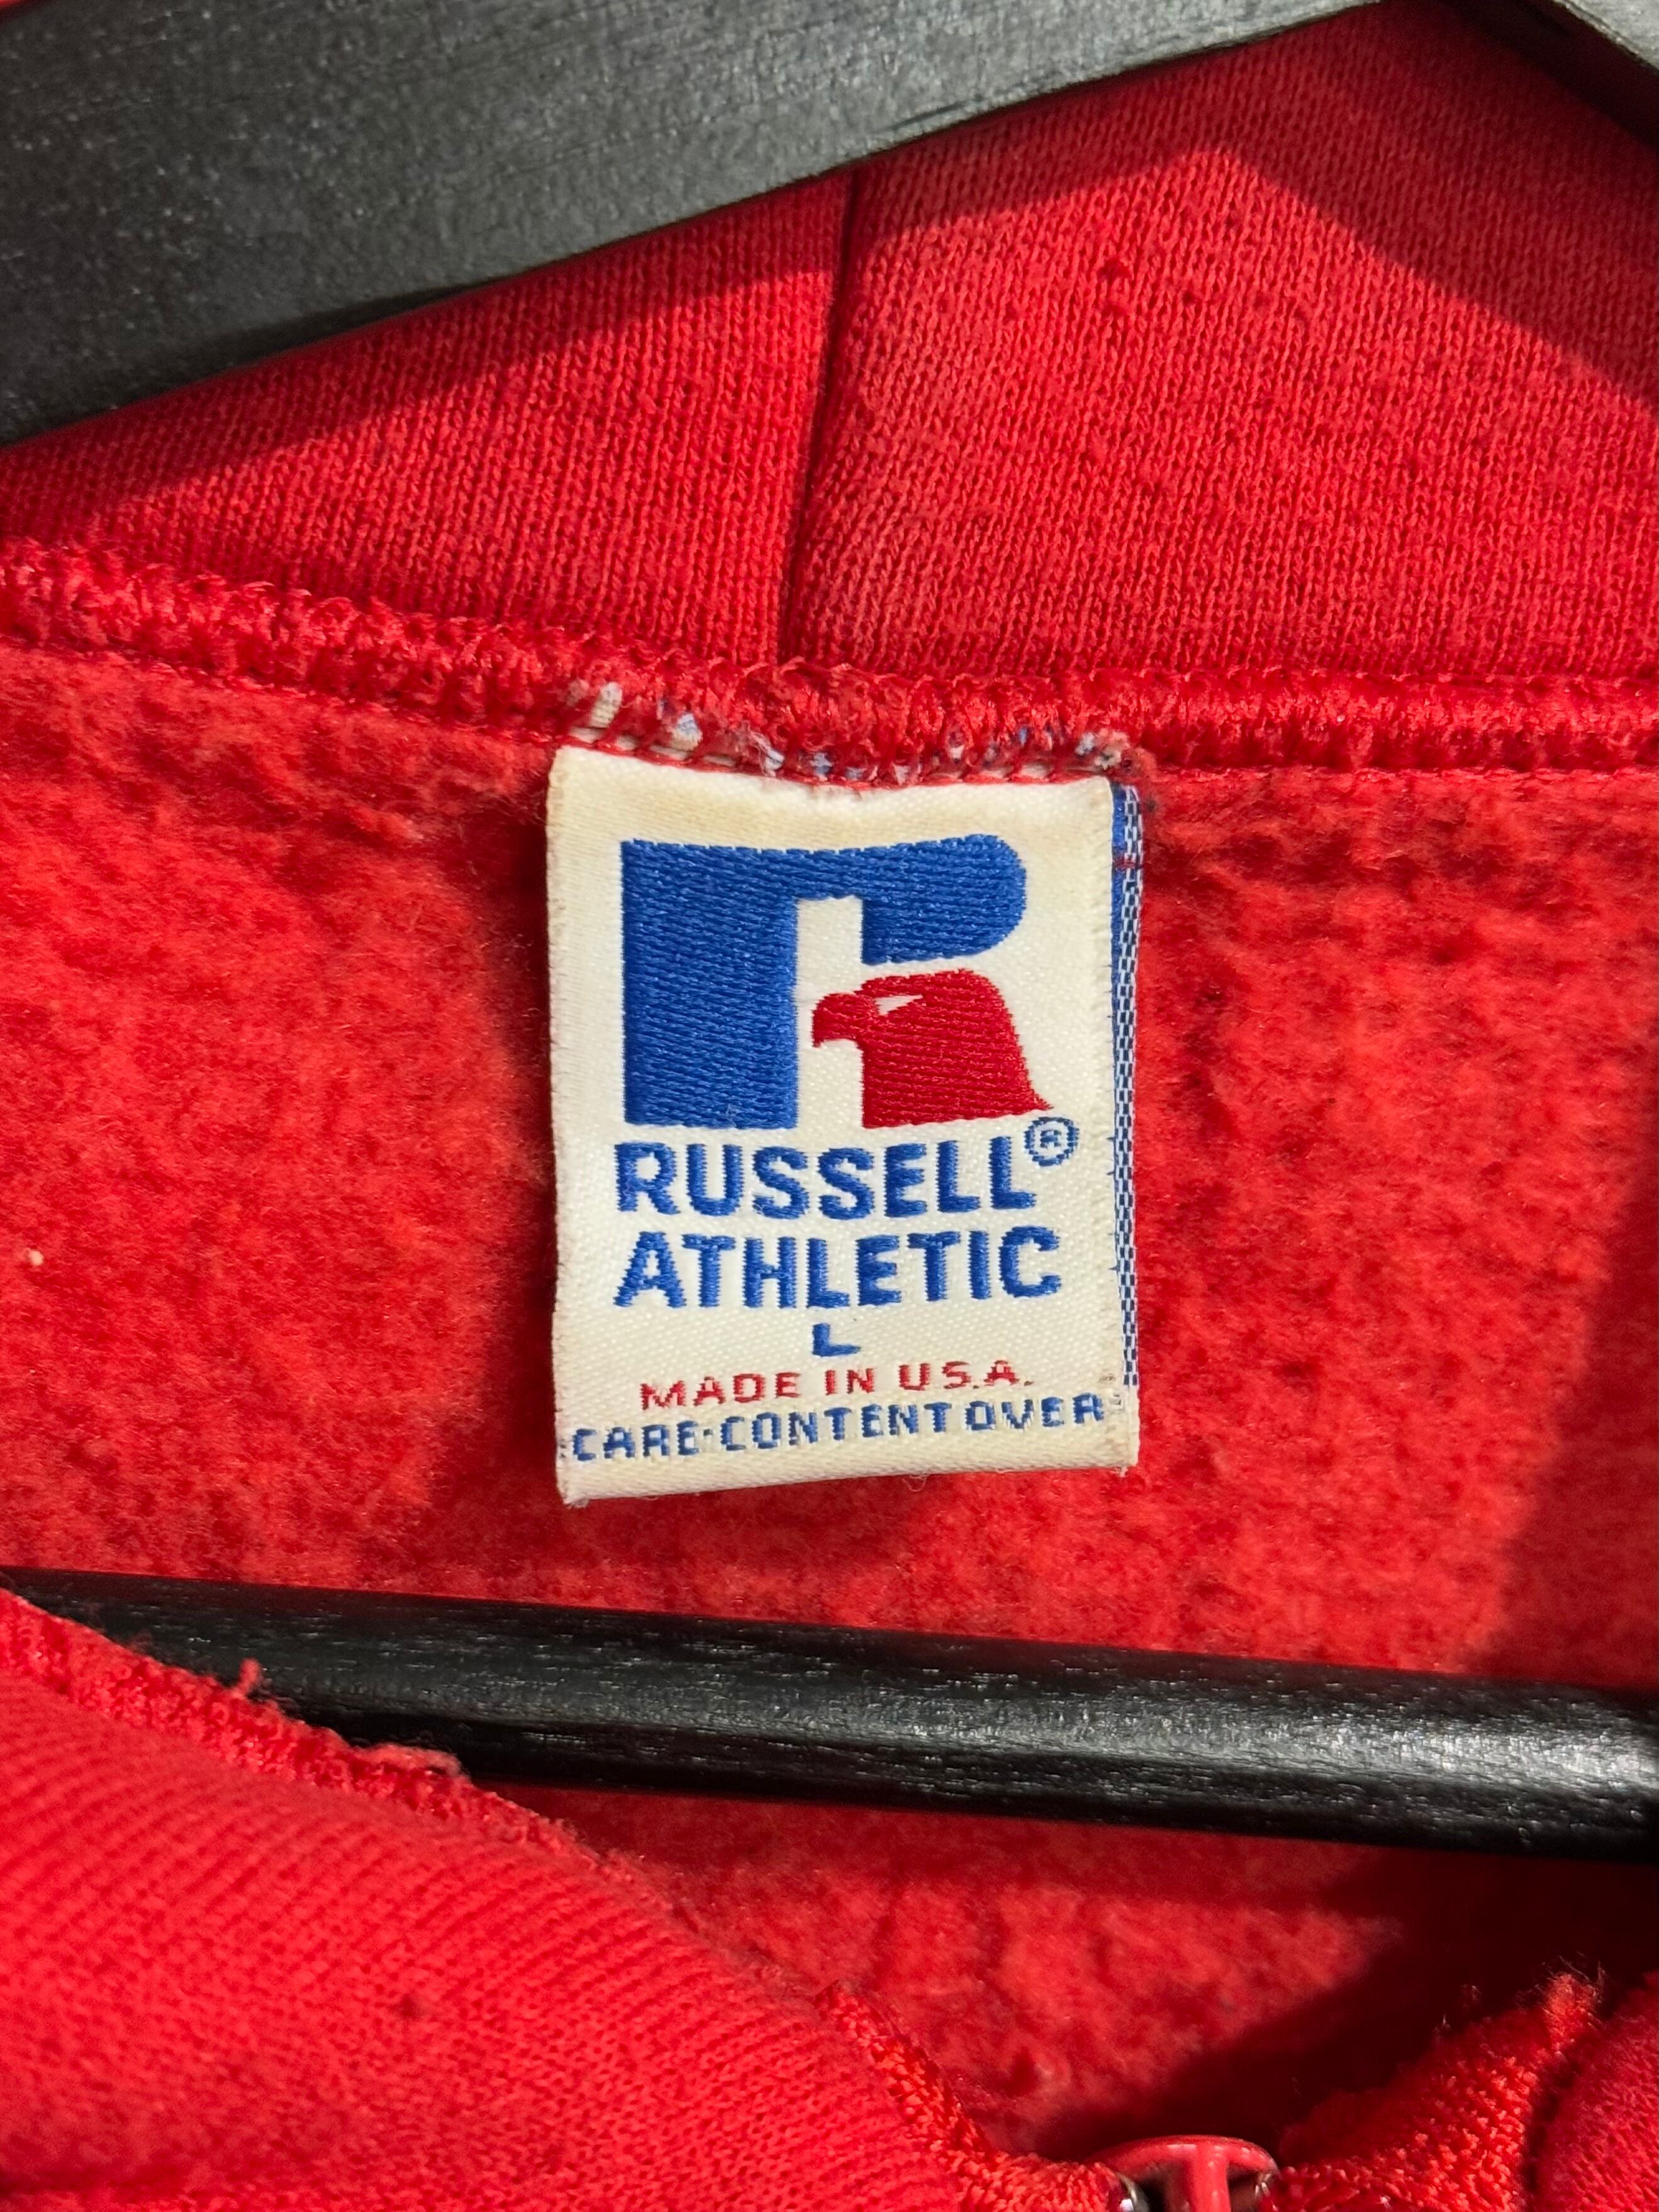 R
RUSSELL®
ATHLETIC
L
MADE IN U.S.A.
CARE·CONTENT OVER